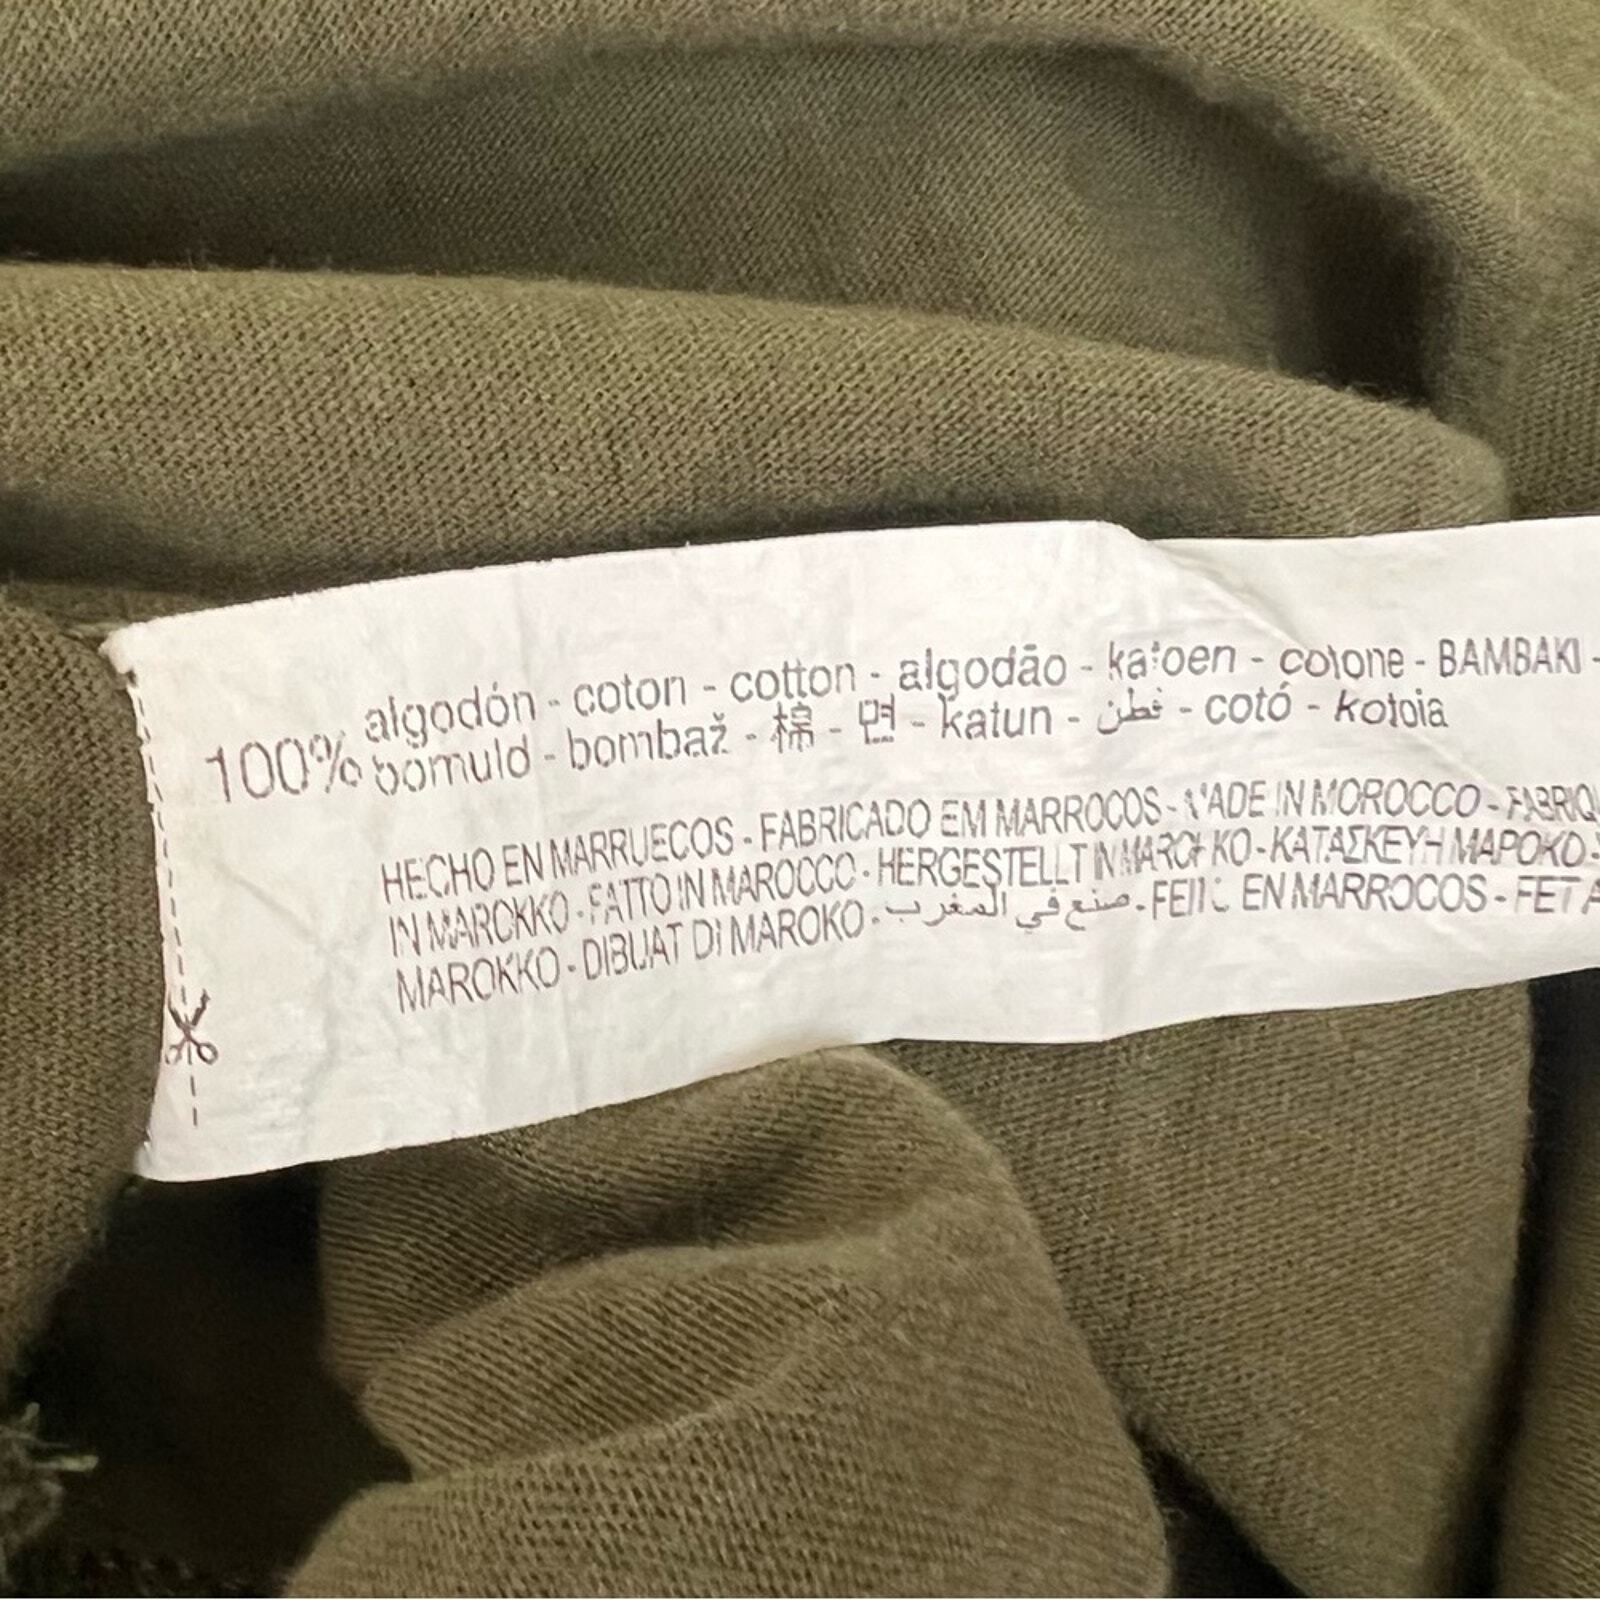 100% algodón - coton - cotton - algodão - katoen - cotone - BAMBAKI -
bomuld - bombaž - 棉 - 면 - katun - قطن - cotó - kotoia
HECHO EN MARRUECOS - FABRICADO EM MARROCOS - MADE IN MOROCCO -
IN MAROKKO - FATTO IN MAROCCO - HERGESTELLT IN MAROKKO - ΚΑΤΑΣΚΕΥΗ ΜΑΡΟΚΟ -
MAROKKO - DIBUAT DI MAROKO - صنع في المغرب - FEITO EN MARROCOS - FET A